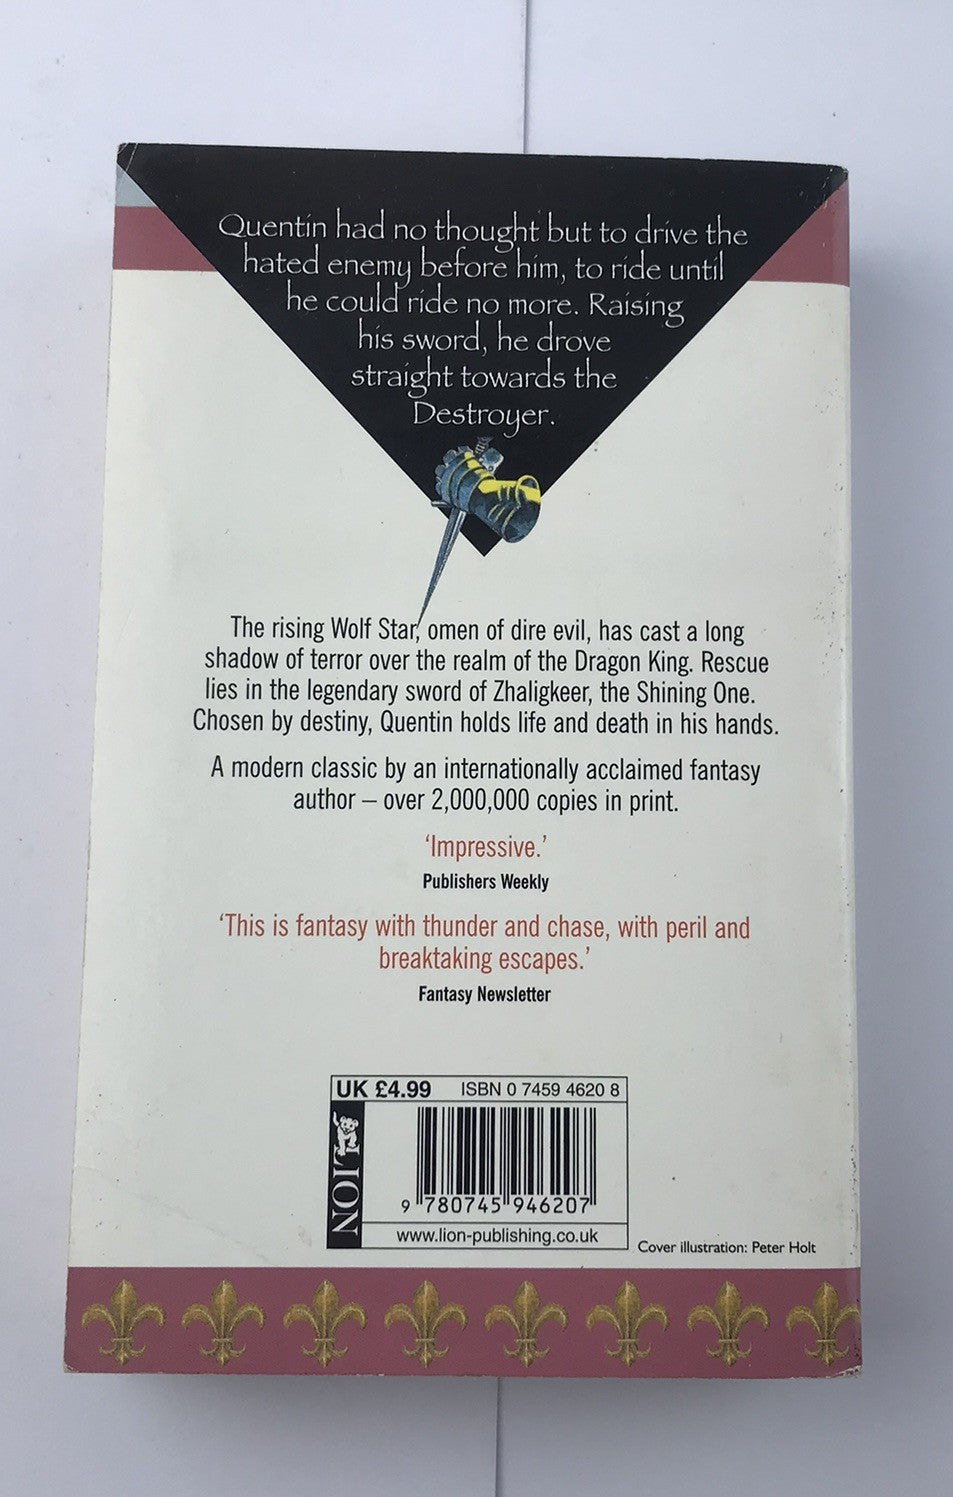 Quentin had no thought but to drive the
hated enemy before him, to ride until
he could ride no more. Raising
his sword, he drove
straight towards the
Destroyer.
The rising Wolf Star, omen of dire evil, has cast a long
shadow of terror over the realm of the Dragon King. Rescue
lies in the legendary sword of Zhaligkeer, the Shining One.
Chosen by destiny, Quentin holds life and death in his hands.
A modern classic by an internationally acclaimed fantasy
author – over 2,000,000 copies in print.
‘Impressive.’
Publishers Weekly
‘This is fantasy with thunder and chase, with peril and
breaktaking escapes.’
Fantasy Newsletter
UK £4.99 ISBN 0 7459 4620 8
LION
9 780745 946207
www.lion-publishing.co.uk
Cover illustration: Peter Holt